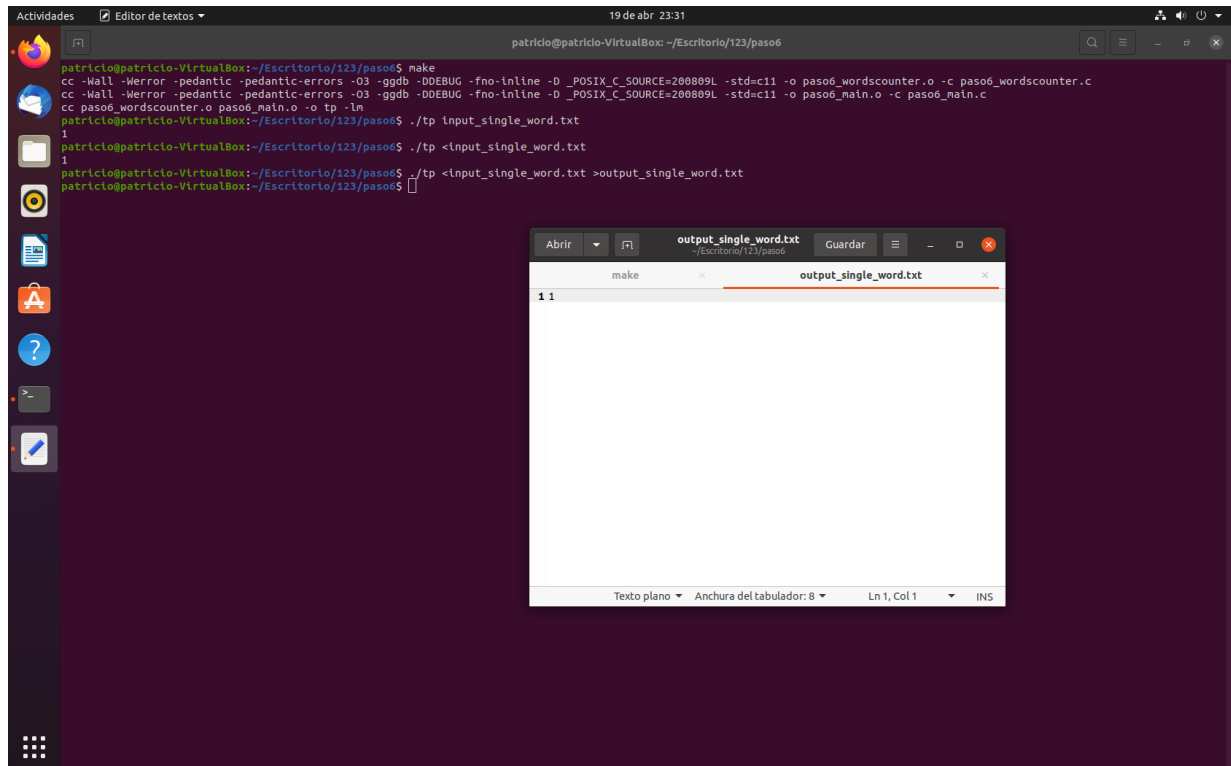 Actividades Editor de textos 19 de abr 23:31
patricio@patricio-VirtualBox: ~/Escritorio/123/paso6
patricio@patricio-VirtualBox:~/Escritorio/123/paso6$ make
cc -Wall -Werror -pedantic -pedantic-errors -O3 -ggdb -DDEBUG -fno-inline -D _POSIX_C_SOURCE=200809L -std=c11 -o paso6_wordscounter.o -c paso6_wordscounter.c
cc -Wall -Werror -pedantic -pedantic-errors -O3 -ggdb -DDEBUG -fno-inline -D _POSIX_C_SOURCE=200809L -std=c11 -o paso6_main.o -c paso6_main.c
cc paso6_wordscounter.o paso6_main.o -o tp -lm
patricio@patricio-VirtualBox:~/Escritorio/123/paso6$ ./tp input_single_word.txt
1
patricio@patricio-VirtualBox:~/Escritorio/123/paso6$ ./tp <input_single_word.txt
1
patricio@patricio-VirtualBox:~/Escritorio/123/paso6$ ./tp <input_single_word.txt >output_single_word.txt
patricio@patricio-VirtualBox:~/Escritorio/123/paso6$
Abrir output_single_word.txt Guardar
~/Escritorio/123/paso6
make output_single_word.txt
1 1
Texto plano Anchura del tabulador: 8 Ln 1, Col 1 INS